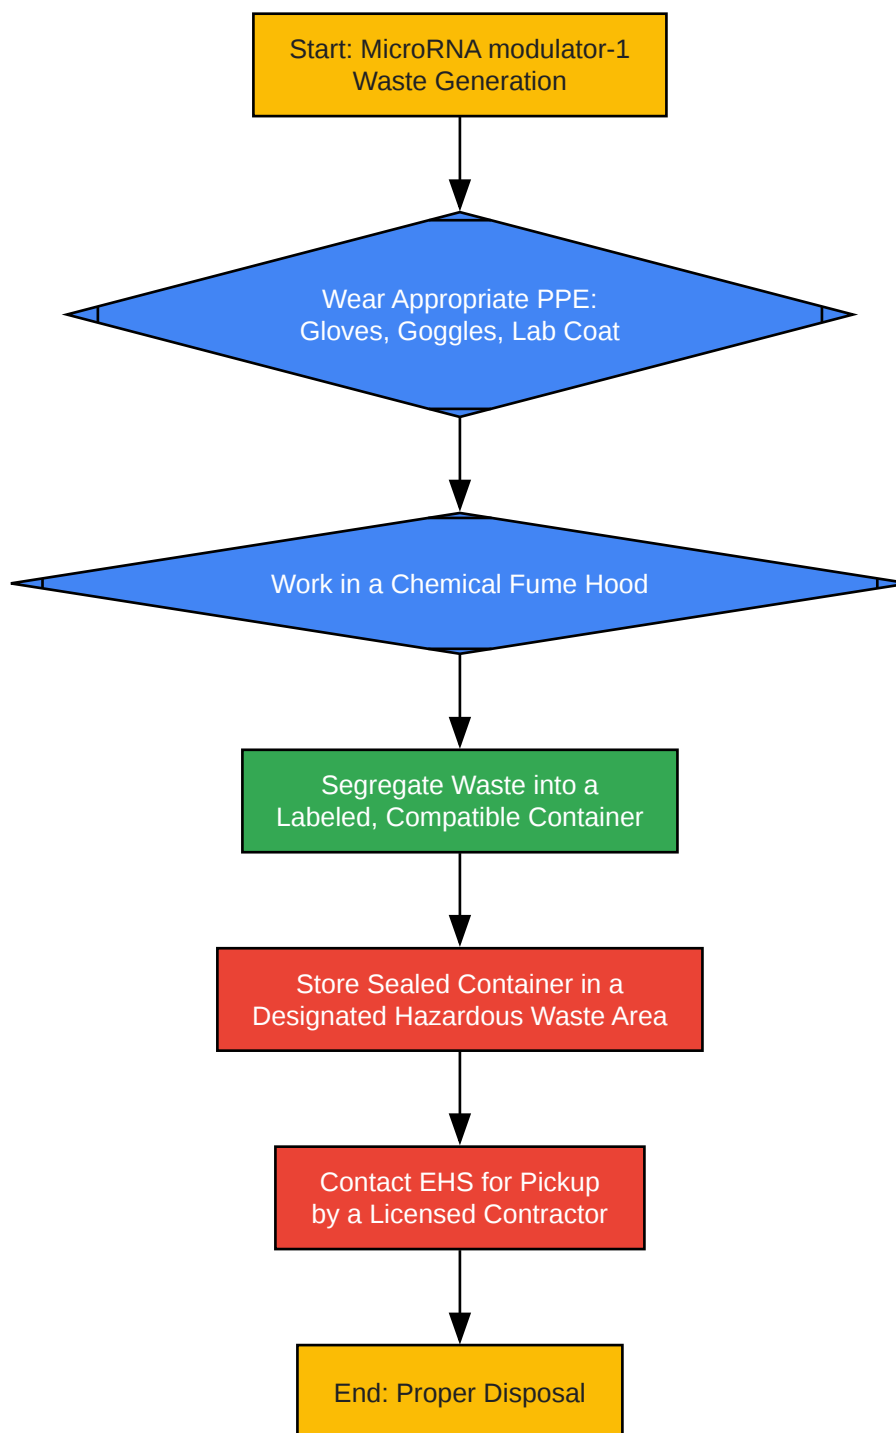 Start: MicroRNA modulator-1
Waste Generation
Wear Appropriate PPE:
Gloves, Goggles, Lab Coat
Work in a Chemical Fume Hood
Segregate Waste into a
Labeled, Compatible Container
Store Sealed Container in a
Designated Hazardous Waste Area
Contact EHS for Pickup
by a Licensed Contractor
End: Proper Disposal